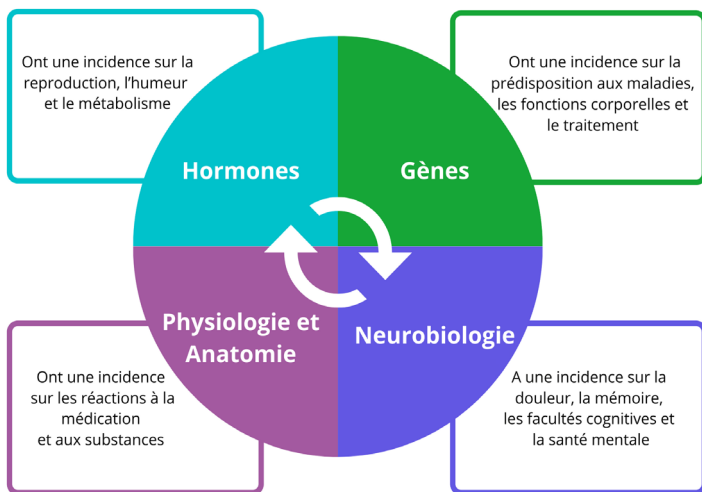 Ont une incidence sur la
reproduction, l’humeur
et le métabolisme
Ont une incidence sur la
prédisposition aux maladies,
les fonctions corporelles et
le traitement
Hormones
Gènes
Physiologie et
Anatomie
Neurobiologie
Ont une incidence
sur les réactions à la
médication
et aux substances
A une incidence sur la
douleur, la mémoire,
les facultés cognitives et
la santé mentale